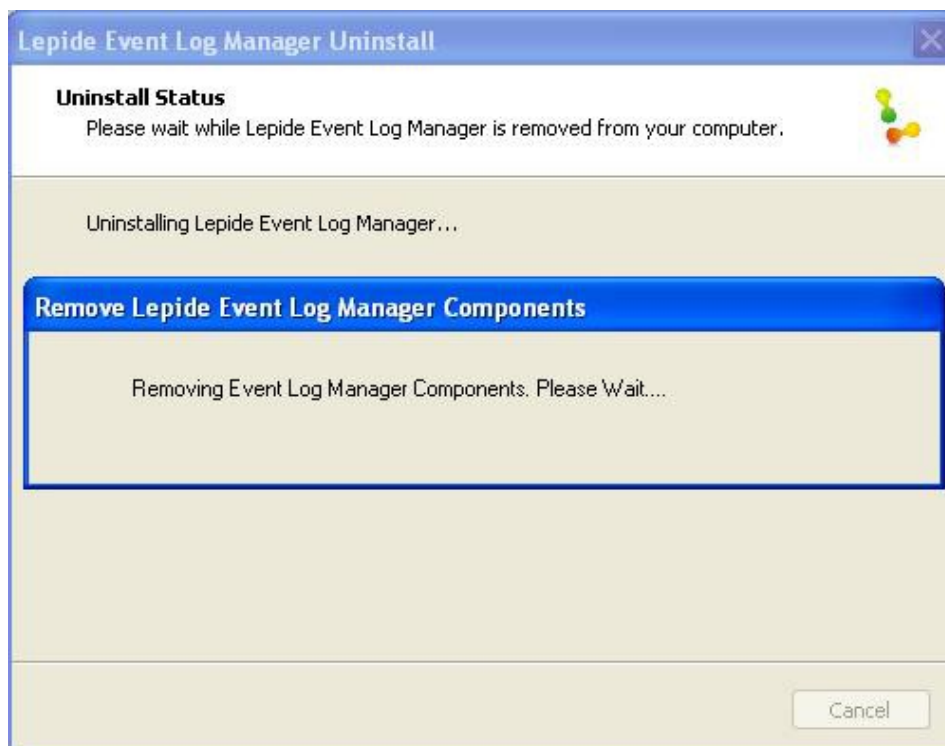 Lepide Event Log Manager Uninstall
Uninstall Status
Please wait while Lepide Event Log Manager is removed from your computer.
Uninstalling Lepide Event Log Manager...
Remove Lepide Event Log Manager Components
Removing Event Log Manager Components. Please Wait....
Cancel